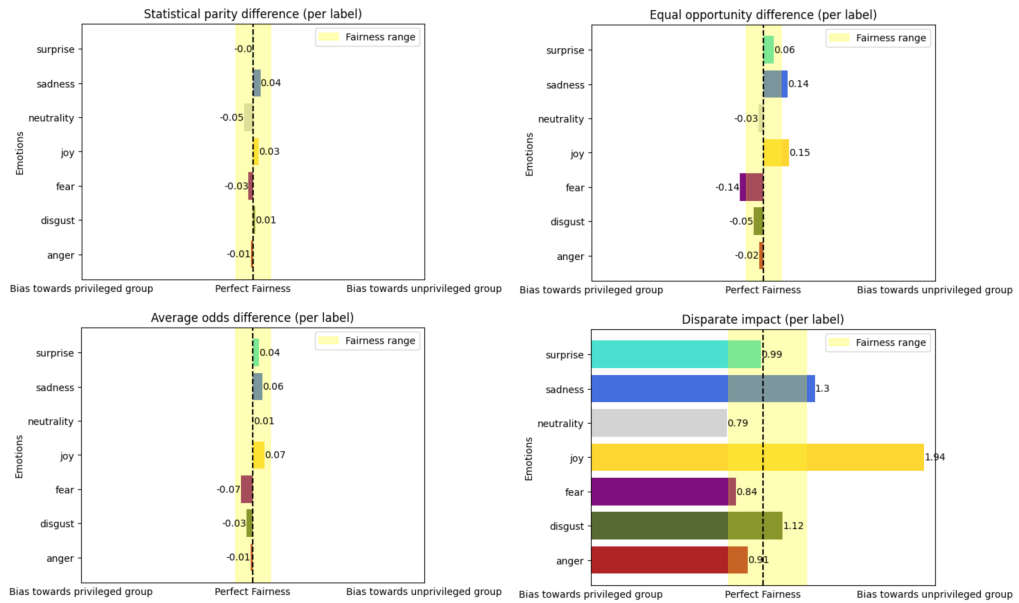 Statistical parity difference (per label)
Fairness range
Emotions
surprise
-0.0
sadness
0.04
neutrality
-0.05
joy
0.03
fear
-0.03
disgust
0.01
anger
-0.01
Bias towards privileged group
Perfect Fairness
Bias towards unprivileged group
Equal opportunity difference (per label)
Fairness range
Emotions
surprise
0.06
sadness
0.14
neutrality
-0.03
joy
0.15
fear
-0.14
disgust
-0.05
anger
-0.02
Bias towards privileged group
Perfect Fairness
Bias towards unprivileged group
Average odds difference (per label)
Fairness range
Emotions
surprise
0.04
sadness
0.06
neutrality
0.01
joy
0.07
fear
-0.07
disgust
-0.03
anger
-0.01
Bias towards privileged group
Perfect Fairness
Bias towards unprivileged group
Disparate impact (per label)
Fairness range
Emotions
surprise
0.99
sadness
1.3
neutrality
0.79
joy
1.94
fear
0.84
disgust
1.12
anger
0.91
Bias towards privileged group
Perfect Fairness
Bias towards unprivileged group